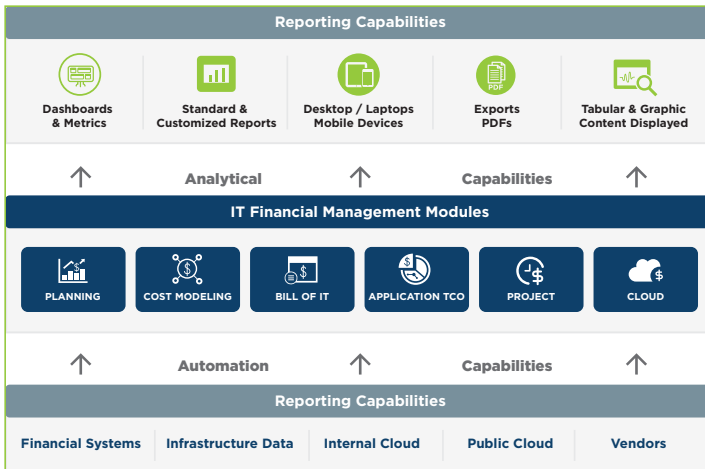 Reporting Capabilities
PDF
Dashboards
& Metrics
Standard &
Customized Reports
Desktop / Laptops
Mobile Devices
Exports
PDFs
Tabular & Graphic
Content Displayed
Analytical Capabilities
IT Financial Management Modules
$
$
$
$
$
PLANNING
COST MODELING
BILL OF IT
APPLICATION TCO
PROJECT
CLOUD
Automation Capabilities
Reporting Capabilities
Financial Systems
Infrastructure Data
Internal Cloud
Public Cloud
Vendors